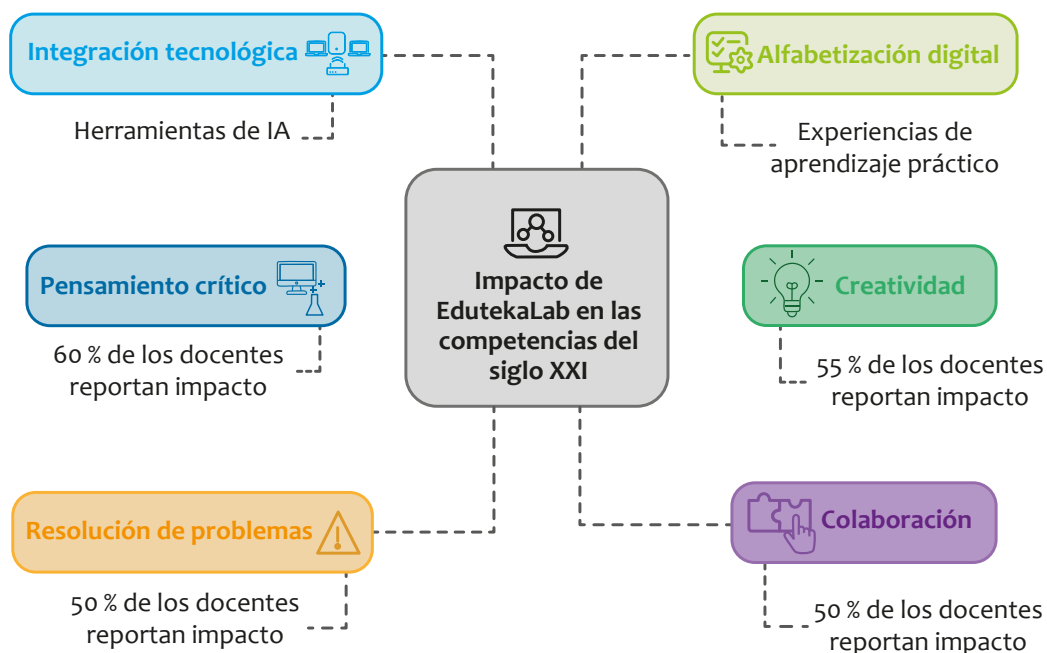 Integración tecnológica
Herramientas de IA
Alfabetización digital
Experiencias de
aprendizaje práctico
Impacto de
EdutekaLab en las
competencias del
siglo XXI
Pensamiento crítico
60 % de los docentes
reportan impacto
Creatividad
55 % de los docentes
reportan impacto
Resolución de problemas
50 % de los docentes
reportan impacto
Colaboración
50 % de los docentes
reportan impacto